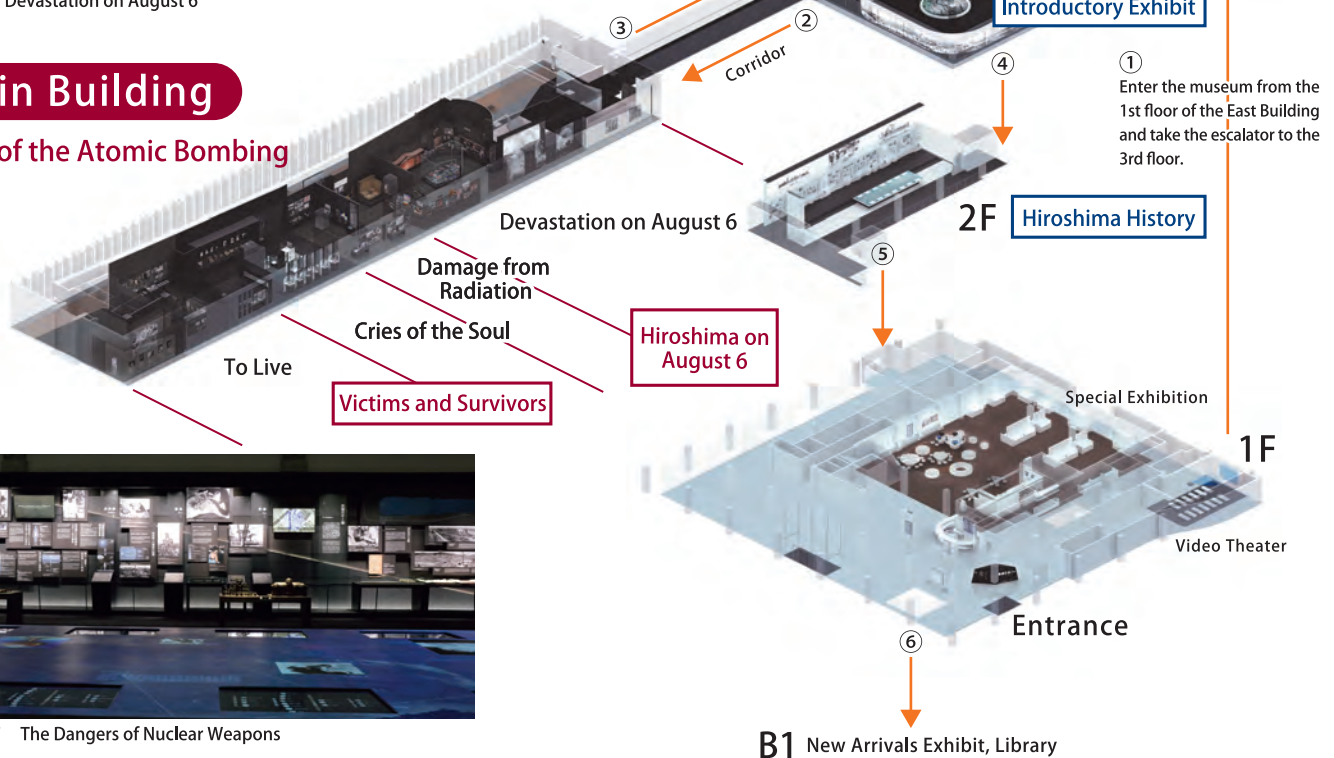 Devastation on August 6
③
②
Introductory Exhibit
Corridor
④
①
Enter the museum from the
1st floor of the East Building
and take the escalator to the
3rd floor.
in Building
of the Atomic Bombing
Devastation on August 6
2F
Hiroshima History
⑤
Damage from
Radiation
Hiroshima on
August 6
Cries of the Soul
To Live
Victims and Survivors
Special Exhibition
1F
Video Theater
Entrance
⑥
The Dangers of Nuclear Weapons
B1 New Arrivals Exhibit, Library